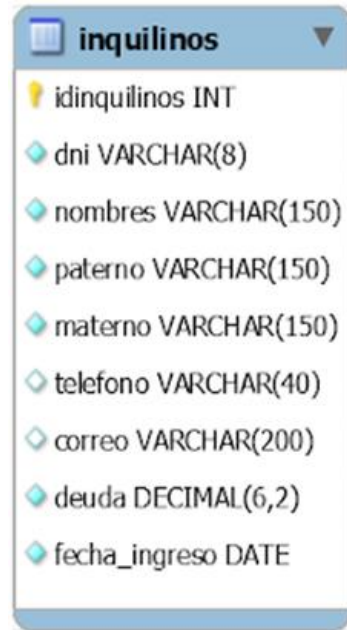 inquilinos
idinquilinos INT
dni VARCHAR(8)
nombres VARCHAR(150)
paterno VARCHAR(150)
materno VARCHAR(150)
telefono VARCHAR(40)
correo VARCHAR(200)
deuda DECIMAL(6,2)
fecha_ingreso DATE